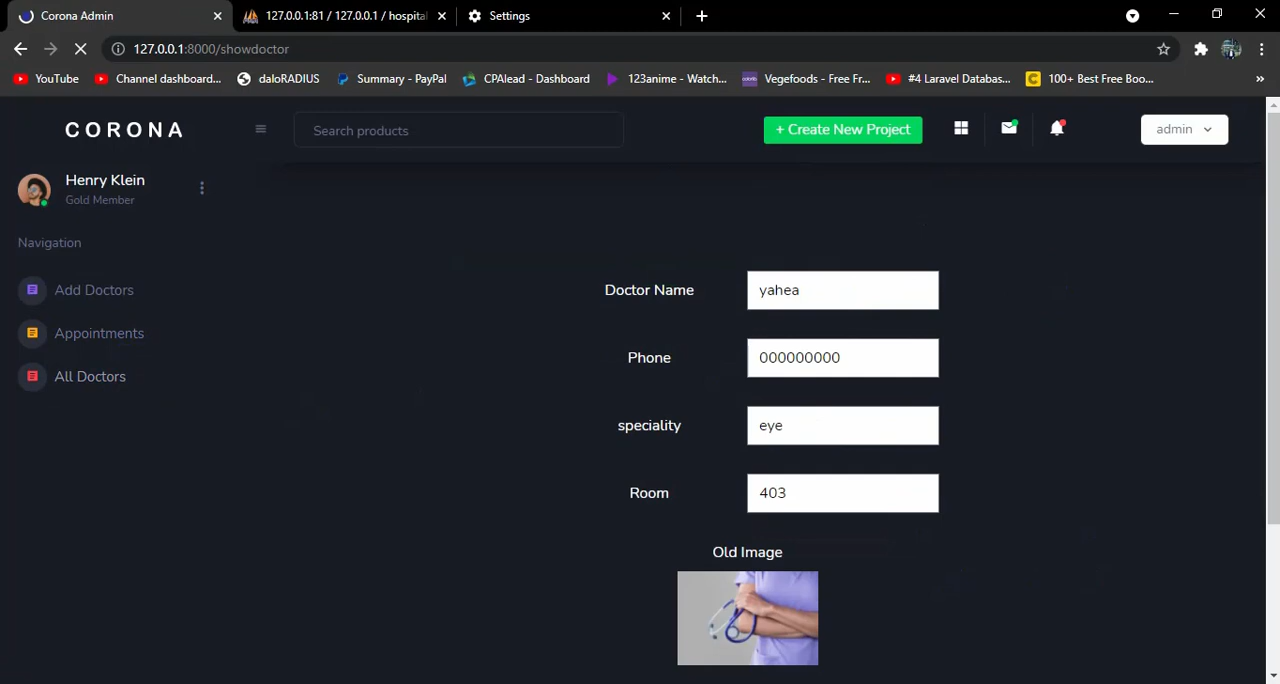 Corona Admin
127.0.0.1:81 / 127.0.0.1 / hospital
Settings
127.0.0.1:8000/showdoctor
YouTube
Channel dashboard...
daloRADIUS
Summary - PayPal
CPAlead - Dashboard
123anime - Watch...
Vegefoods - Free Fr...
#4 Laravel Databas...
100+ Best Free Boo...
»
CORONA
Search products
+ Create New Project
admin
Henry Klein
Gold Member
Navigation
Add Doctors
Appointments
All Doctors
Doctor Name
yahea
Phone
000000000
speciality
eye
Room
403
Old Image